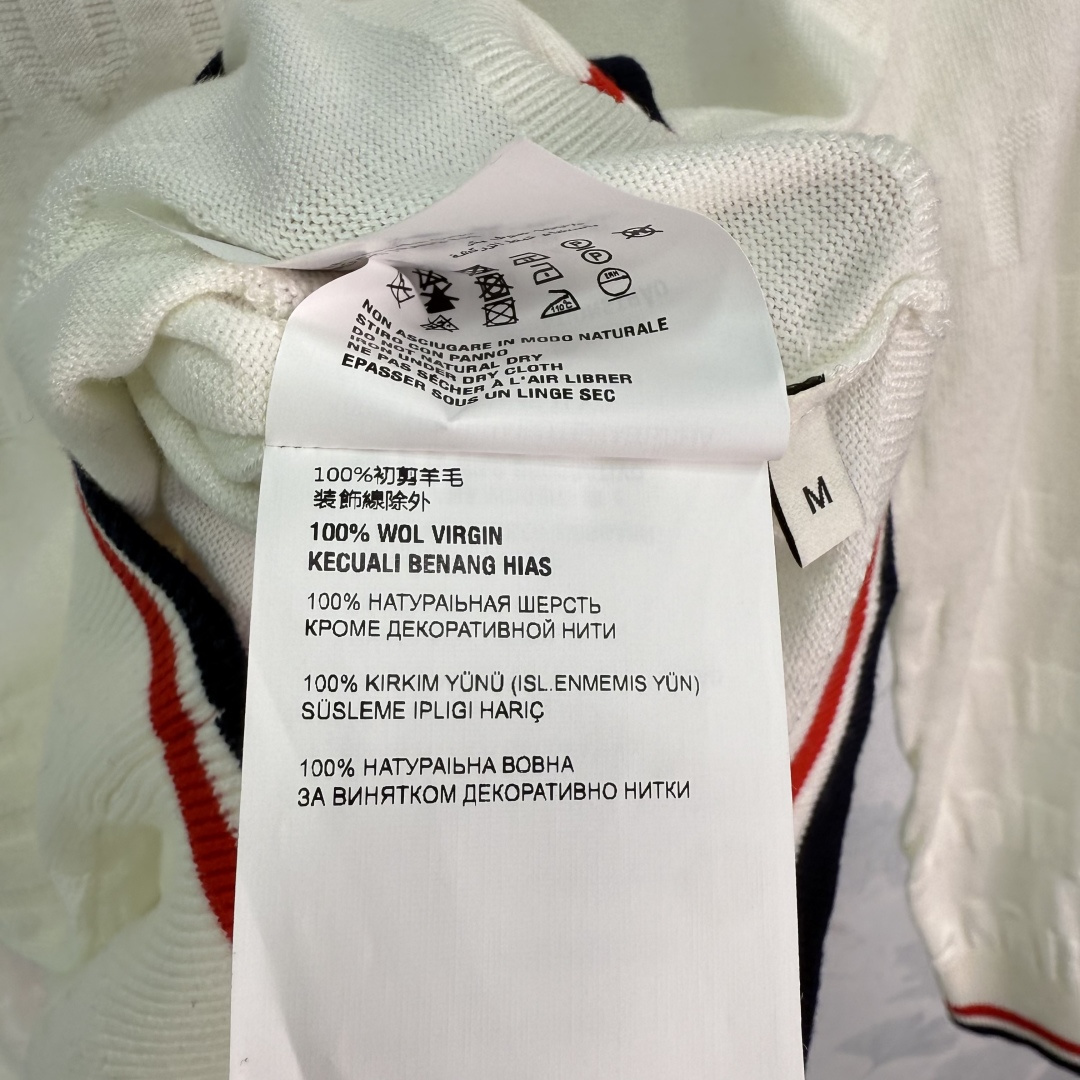 110°C
NON ASCIUGARE IN MODO NATURALE
STIRO CON PANNO
DO NOT NATURAL DRY
IRON UNDER DRY CLOTH
NE PAS SÉCHER A L'AIR LIBRER
EPASSER SOUS UN LINGE SEC
100%初剪羊毛
装飾線除外
100% WOL VIRGIN
KECUALI BENANG HIAS
100% НАТУРАІЬНАЯ ШЕРСТЬ
КРОМЕ ДЕКОРАТИВНОЙ НИТИ
100% KIRKIM YÜNÜ (ISL.ENMEMIS YÜN)
SÜSLEME IPLIGI HARIÇ
100% НАТУРАІЬНА ВОВНА
ЗА ВИНЯТКОМ ДЕКОРАТИВНО НИТКИ
M